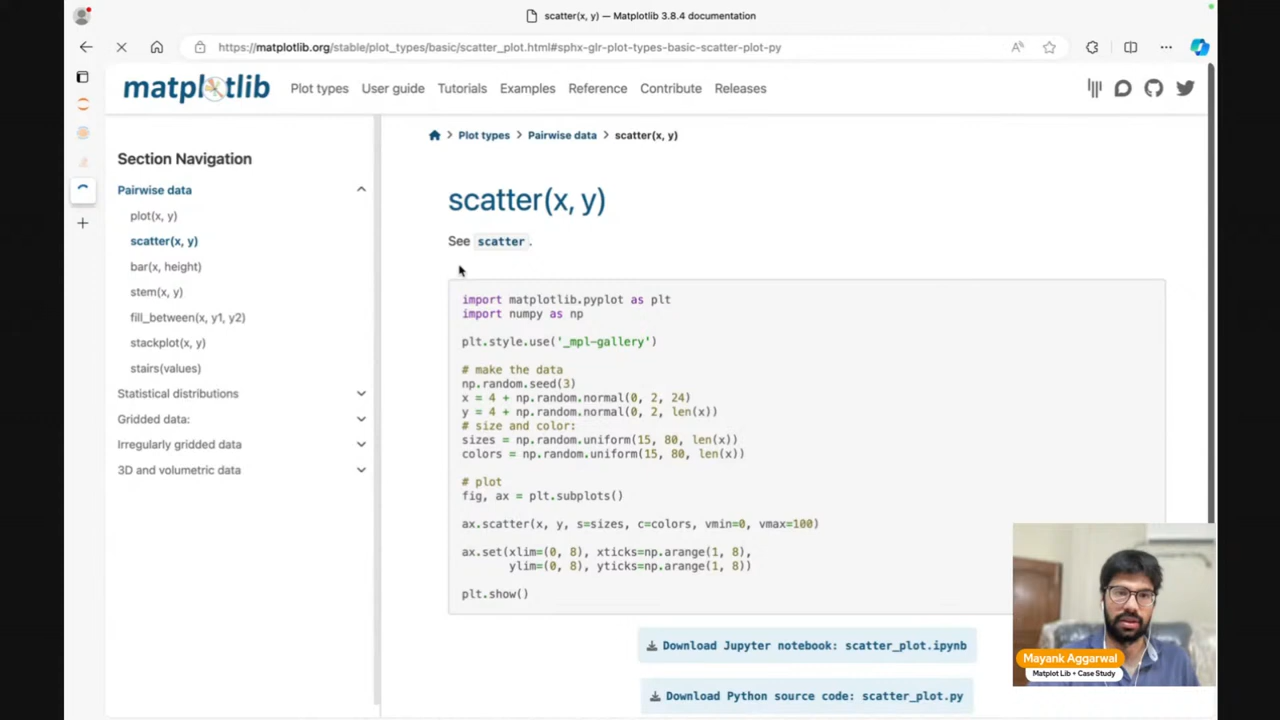 scatter(x, y) — Matplotlib 3.8.4 documentation
https://matplotlib.org/stable/plot_types/basic/scatter_plot.html#sphx-glr-plot-types-basic-scatter-plot-py
matplotlib
Plot types User guide Tutorials Examples Reference Contribute Releases
Section Navigation
Pairwise data
plot(x, y)
scatter(x, y)
bar(x, height)
stem(x, y)
fill_between(x, y1, y2)
stackplot(x, y)
stairs(values)
Statistical distributions
Gridded data:
Irregularly gridded data
3D and volumetric data
Plot types > Pairwise data > scatter(x, y)
scatter(x, y)
See scatter.
import matplotlib.pyplot as plt
import numpy as np
plt.style.use('_mpl-gallery')
# make the data
np.random.seed(3)
x = 4 + np.random.normal(0, 2, 24)
y = 4 + np.random.normal(0, 2, len(x))
# size and color:
sizes = np.random.uniform(15, 80, len(x))
colors = np.random.uniform(15, 80, len(x))
# plot
fig, ax = plt.subplots()
ax.scatter(x, y, s=sizes, c=colors, vmin=0, vmax=100)
ax.set(xlim=(0, 8), xticks=np.arange(1, 8),
ylim=(0, 8), yticks=np.arange(1, 8))
plt.show()
Download Jupyter notebook: scatter_plot.ipynb
Download Python source code: scatter_plot.py
Mayank Aggarwal
Matplot Lib + Case Study